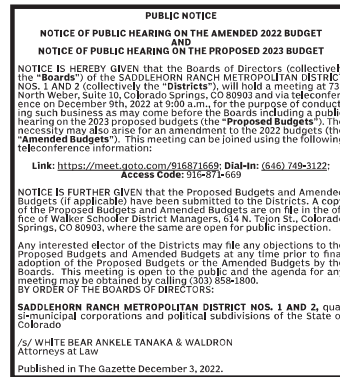 PUBLIC NOTICE
NOTICE OF PUBLIC HEARING ON THE AMENDED 2022 BUDGET
AND
NOTICE OF PUBLIC HEARING ON THE PROPOSED 2023 BUDGET
NOTICE IS HEREBY GIVEN that the Boards of Directors (collectively
the "Boards") of the SADDLEHORN RANCH METROPOLITAN DISTRICT
NOS. 1 AND 2 (collectively the "Districts"), will hold a meeting at
North Weber, Suite 10, Colorado Springs, CO 80903 and via teleconfer
ence on December 9th, 2022 at 9:00 a.m., for the purpose of conduct
ing such business as may come before the Boards including a public
hearing on the 2023 proposed budgets (the "Proposed Budgets"). The
necessity may also arise for an amendment to the 2022 budgets (the
"Amended Budgets"). This meeting can be joined using the following
teleconference information:
Link: https://meet.goto.com/916871669; Dial-In: (646) 749-3122;
Access Code: 916-871-669
NOTICE IS FURTHER GIVEN that the Proposed Budgets and Amended
Budgets (if applicable) have been submitted to the Districts. A copy
of the Proposed Budgets and Amended Budgets are on file in the of
fice of Walker Schooler District Managers, 614 N. Tejon St., Colorado
Springs, CO 80903, where the same are open for public inspection.
Any interested elector of the Districts may file any objections to the
Proposed Budgets and Amended Budgets at any time prior to final
adoption of the Proposed Budgets or the Amended Budgets by the
Boards. This meeting is open to the public and the agenda for any
meeting may be obtained by calling (303) 858-1800.
BY ORDER OF THE BOARDS OF DIRECTORS:
SADDLEHORN RANCH METROPOLITAN DISTRICT NOS. 1 AND 2, qua
si-municipal corporations and political subdivisions of the State of
Colorado
/s/ WHITE BEAR ANKELE TANAKA & WALDRON
Attorneys at Law
Published in The Gazette December 3, 2022.